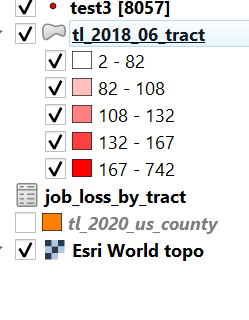 test3 [8057]
tl_2018_06_tract
2 - 82
82 - 108
108 - 132
132 - 167
167 - 742
job_loss_by_tract
tl_2020_us_county
Esri World topo